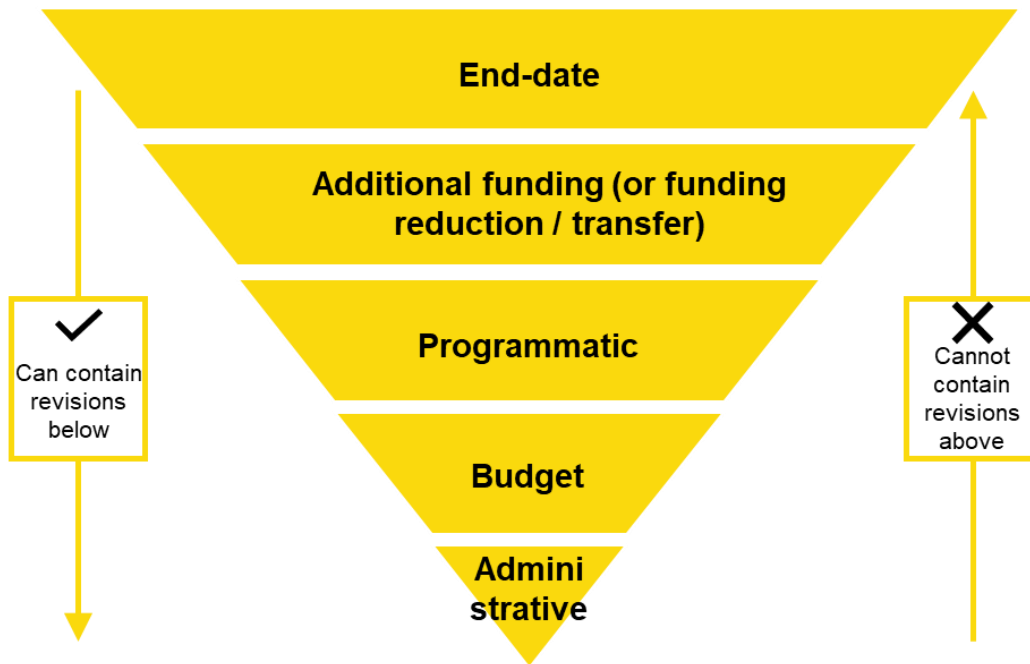 End-date
Additional funding (or funding
reduction / transfer)
Can contain
revisions
below
Programmatic
Cannot
contain
revisions
above
Budget
Admini
strative